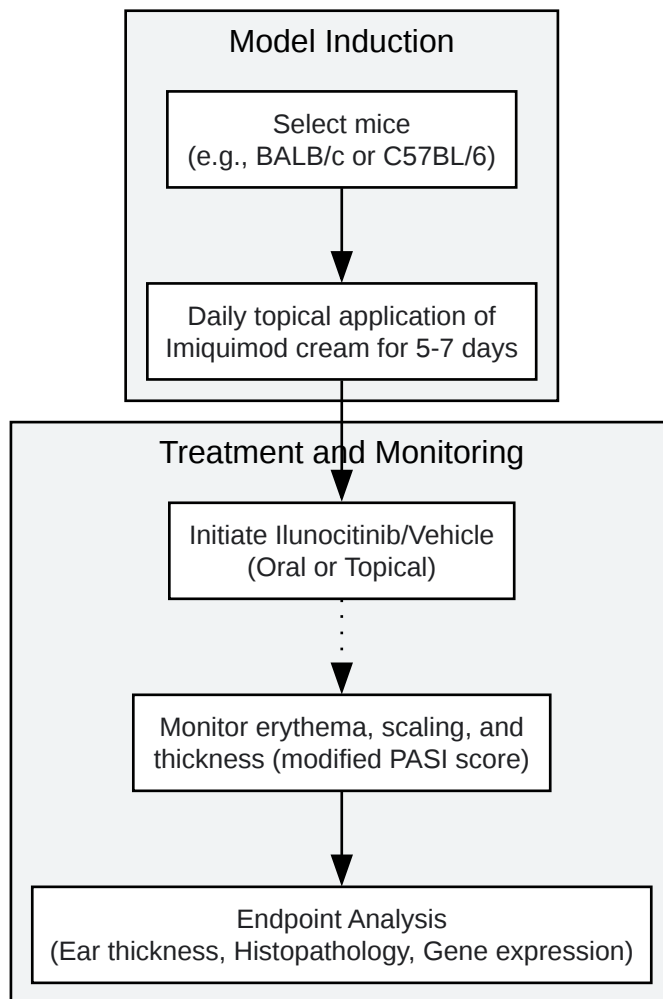 Model Induction
Select mice
(e.g., BALB/c or C57BL/6)
Daily topical application of
Imiquimod cream for 5-7 days
Treatment and Monitoring
Initiate Ilunocitinib/Vehicle
(Oral or Topical)
Monitor erythema, scaling, and
thickness (modified PASI score)
Endpoint Analysis
(Ear thickness, Histopathology, Gene expression)